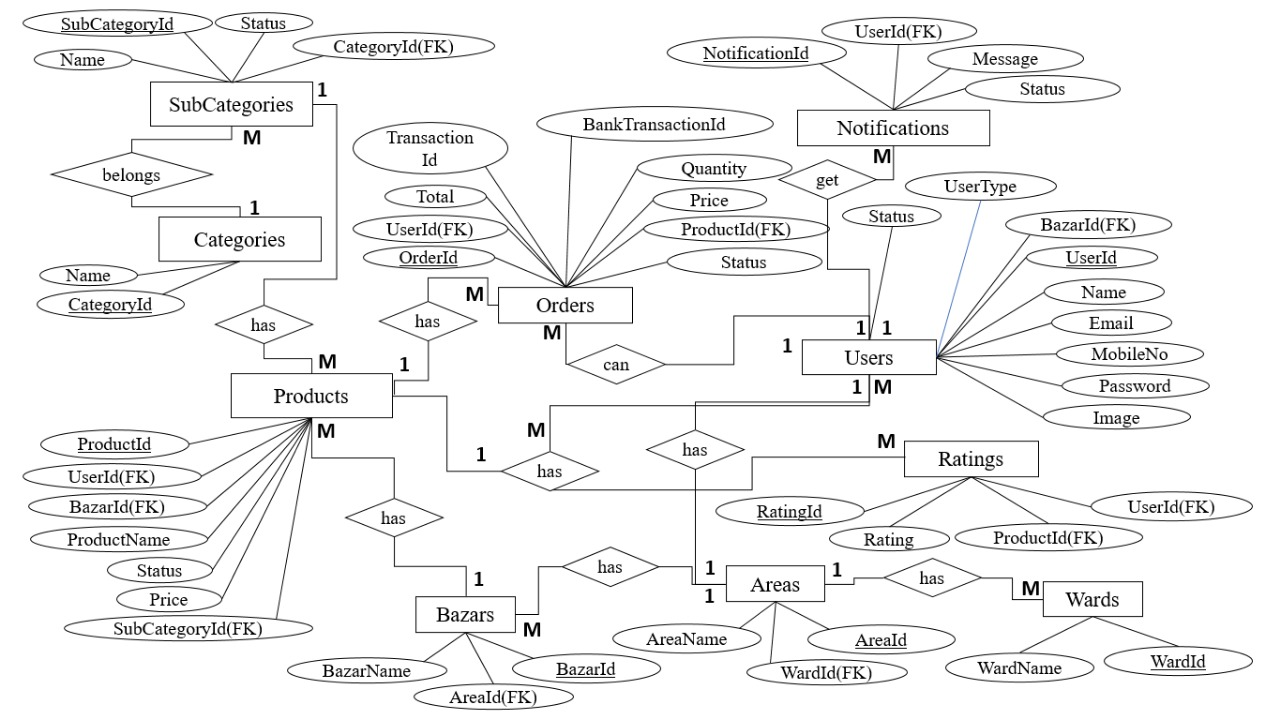 SubCategoryId
Status
CategoryId(FK)
Name
SubCategories
1
M
belongs
1
Categories
Name
CategoryId
has
M
Transaction
Id
BankTransactionId
Total
Quantity
UserId(FK)
Price
OrderId
ProductId(FK)
Status
M
Orders
M
has
1
can
UserId(FK)
NotificationId
Message
Status
Notifications
M
get
UserType
Status
BazarId(FK)
UserId
Name
Email
MobileNo
Password
Image
1
1
1
Users
1
M
Products
M
ProductId
UserId(FK)
BazarId(FK)
ProductName
Status
Price
SubCategoryId(FK)
M
1
has
has
M
Ratings
RatingId
Rating
ProductId(FK)
UserId(FK)
has
1
Bazars
M
BazarName
AreaId(FK)
BazarId
has
1
1
Areas
1
AreaName
WardId(FK)
AreaId
has
M
Wards
WardName
WardId